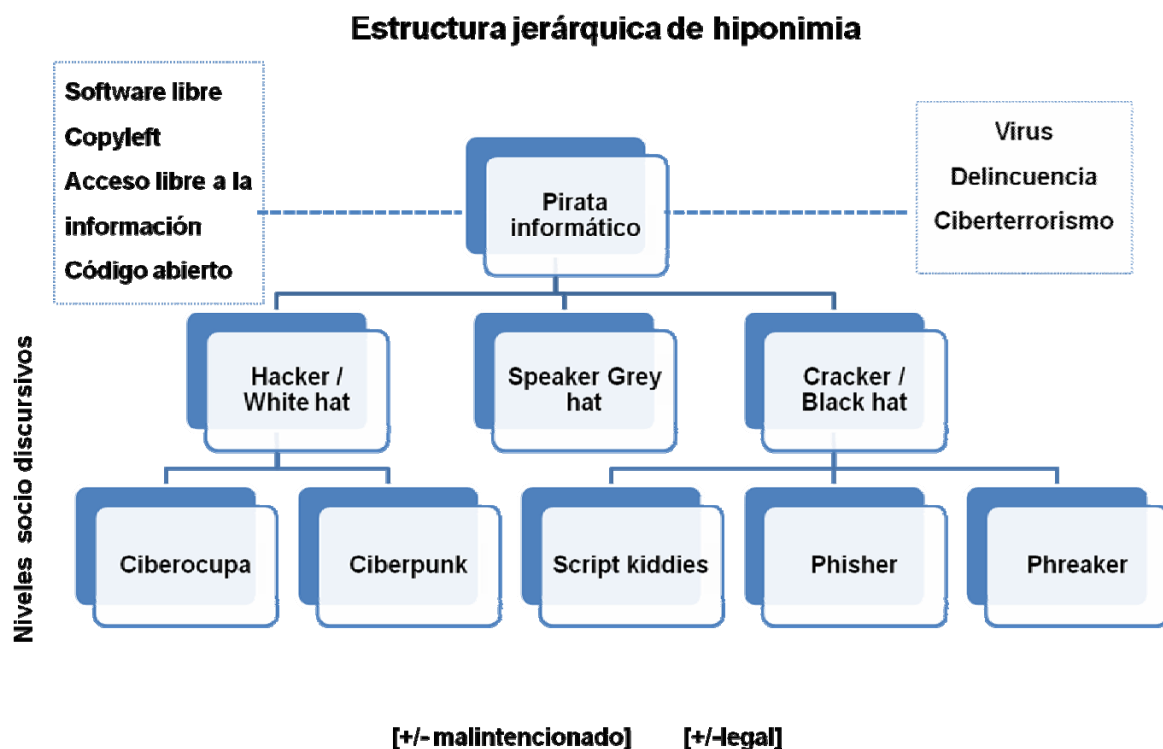 Estructura jerárquica de hiponimia
Software libre
Copyleft
Acceso libre a la
información
Código abierto
Virus
Delincuencia
Ciberterrorismo
Pirata
informático
Niveles socio discursivos
Hacker /
White hat
Speaker Grey
hat
Cracker /
Black hat
Ciberocupa
Ciberpunk
Script kiddies
Phisher
Phreaker
[+/- malintencionado] [+/-legal]